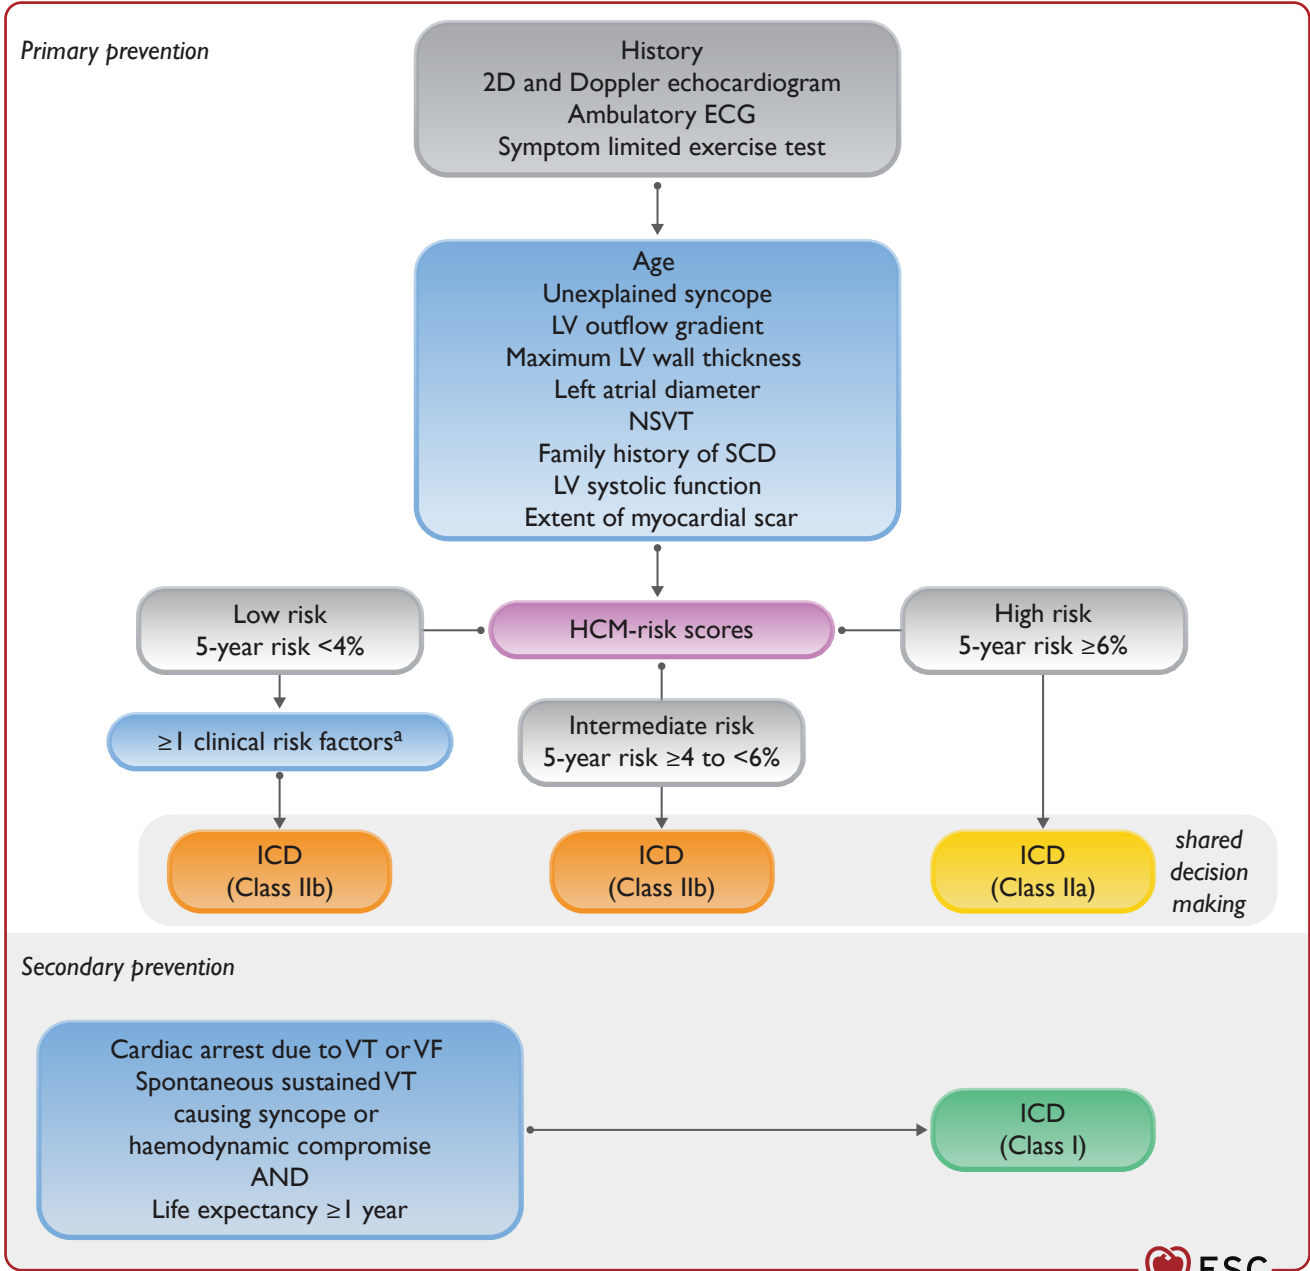 Primary prevention
History
2D and Doppler echocardiogram
Ambulatory ECG
Symptom limited exercise test
Age
Unexplained syncope
LV outflow gradient
Maximum LV wall thickness
Left atrial diameter
NSVT
Family history of SCD
LV systolic function
Extent of myocardial scar
Low risk
5-year risk <4%
HCM-risk scores
High risk
5-year risk ≥6%
≥1 clinical risk factorsª
Intermediate risk
5-year risk ≥4 to <6%
ICD
(Class IIb)
ICD
(Class IIb)
ICD
(Class IIa)
shared
decision
making
Secondary prevention
Cardiac arrest due to VT or VF
Spontaneous sustained VT
causing syncope or
haemodynamic compromise
AND
Life expectancy ≥1 year
ICD
(Class I)
ESC